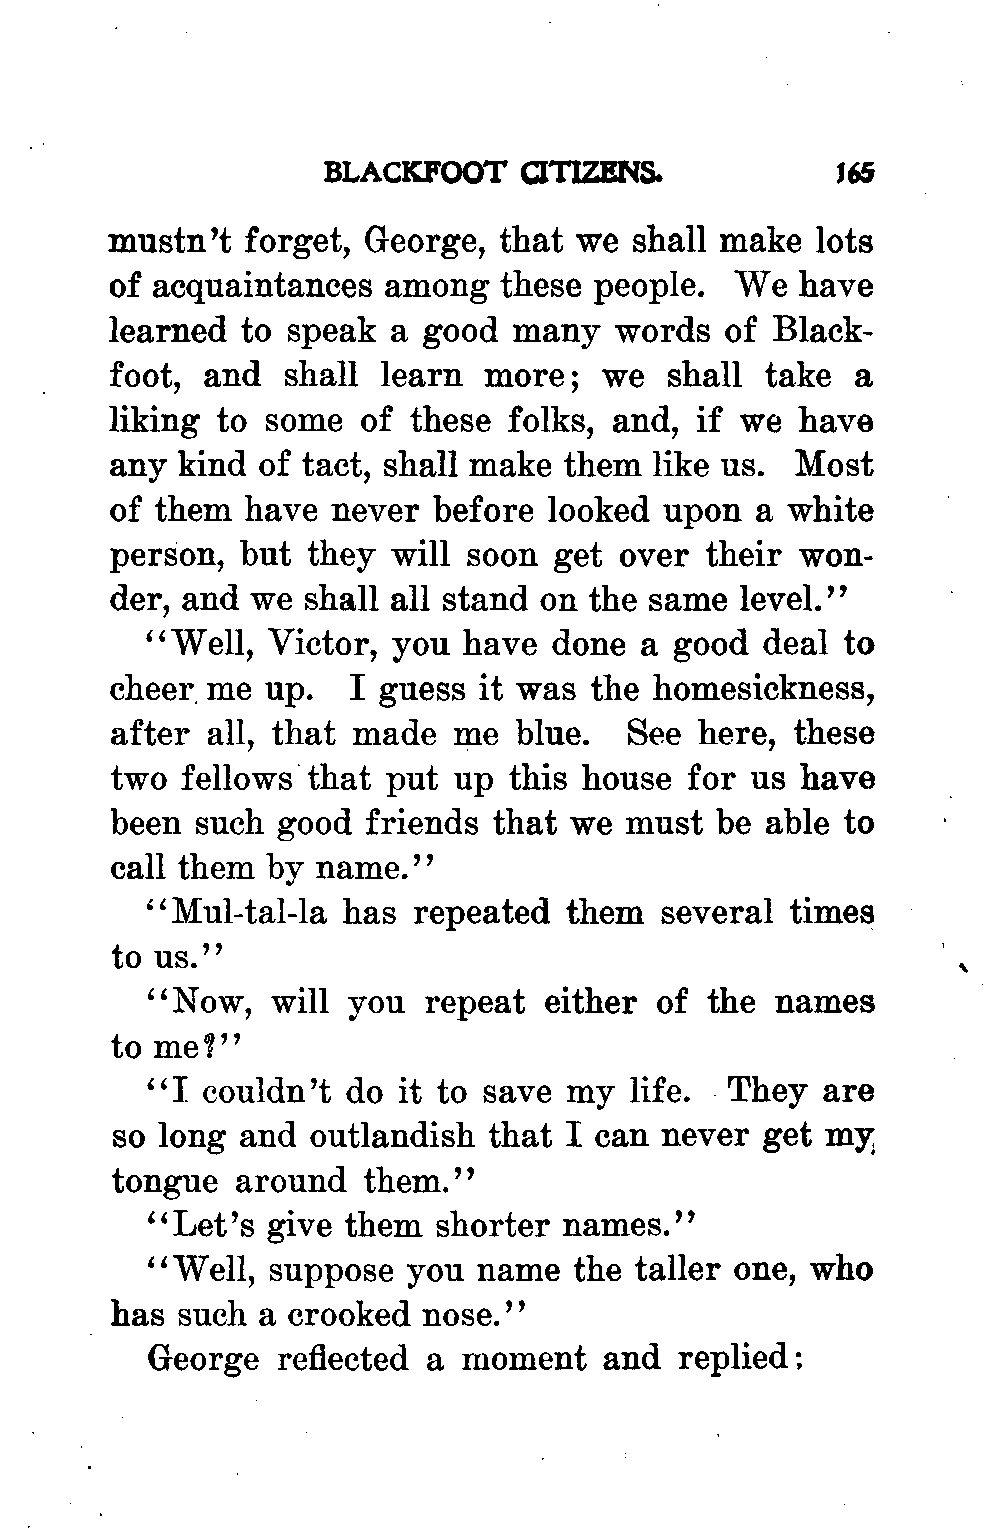 BLACKFOOT CITIZENS. 165
mustn't forget, George, that we shall make lots
of acquaintances among these people. We have
learned to speak a good many words of Black-
foot, and shall learn more; we shall take a
liking to some of these folks, and, if we have
any kind of tact, shall make them like us. Most
of them have never before looked upon a white
person, but they will soon get over their won-
der, and we shall all stand on the same level."
"Well, Victor, you have done a good deal to
cheer me up. I guess it was the homesickness,
after all, that made me blue. See here, these
two fellows that put up this house for us have
been such good friends that we must be able to
call them by name."
"Mul-tal-la has repeated them several times
to us."
"Now, will you repeat either of the names
to me?"
"I couldn't do it to save my life. They are
so long and outlandish that I can never get my
tongue around them."
"Let's give them shorter names."
"Well, suppose you name the taller one, who
has such a crooked nose."
George reflected a moment and replied: